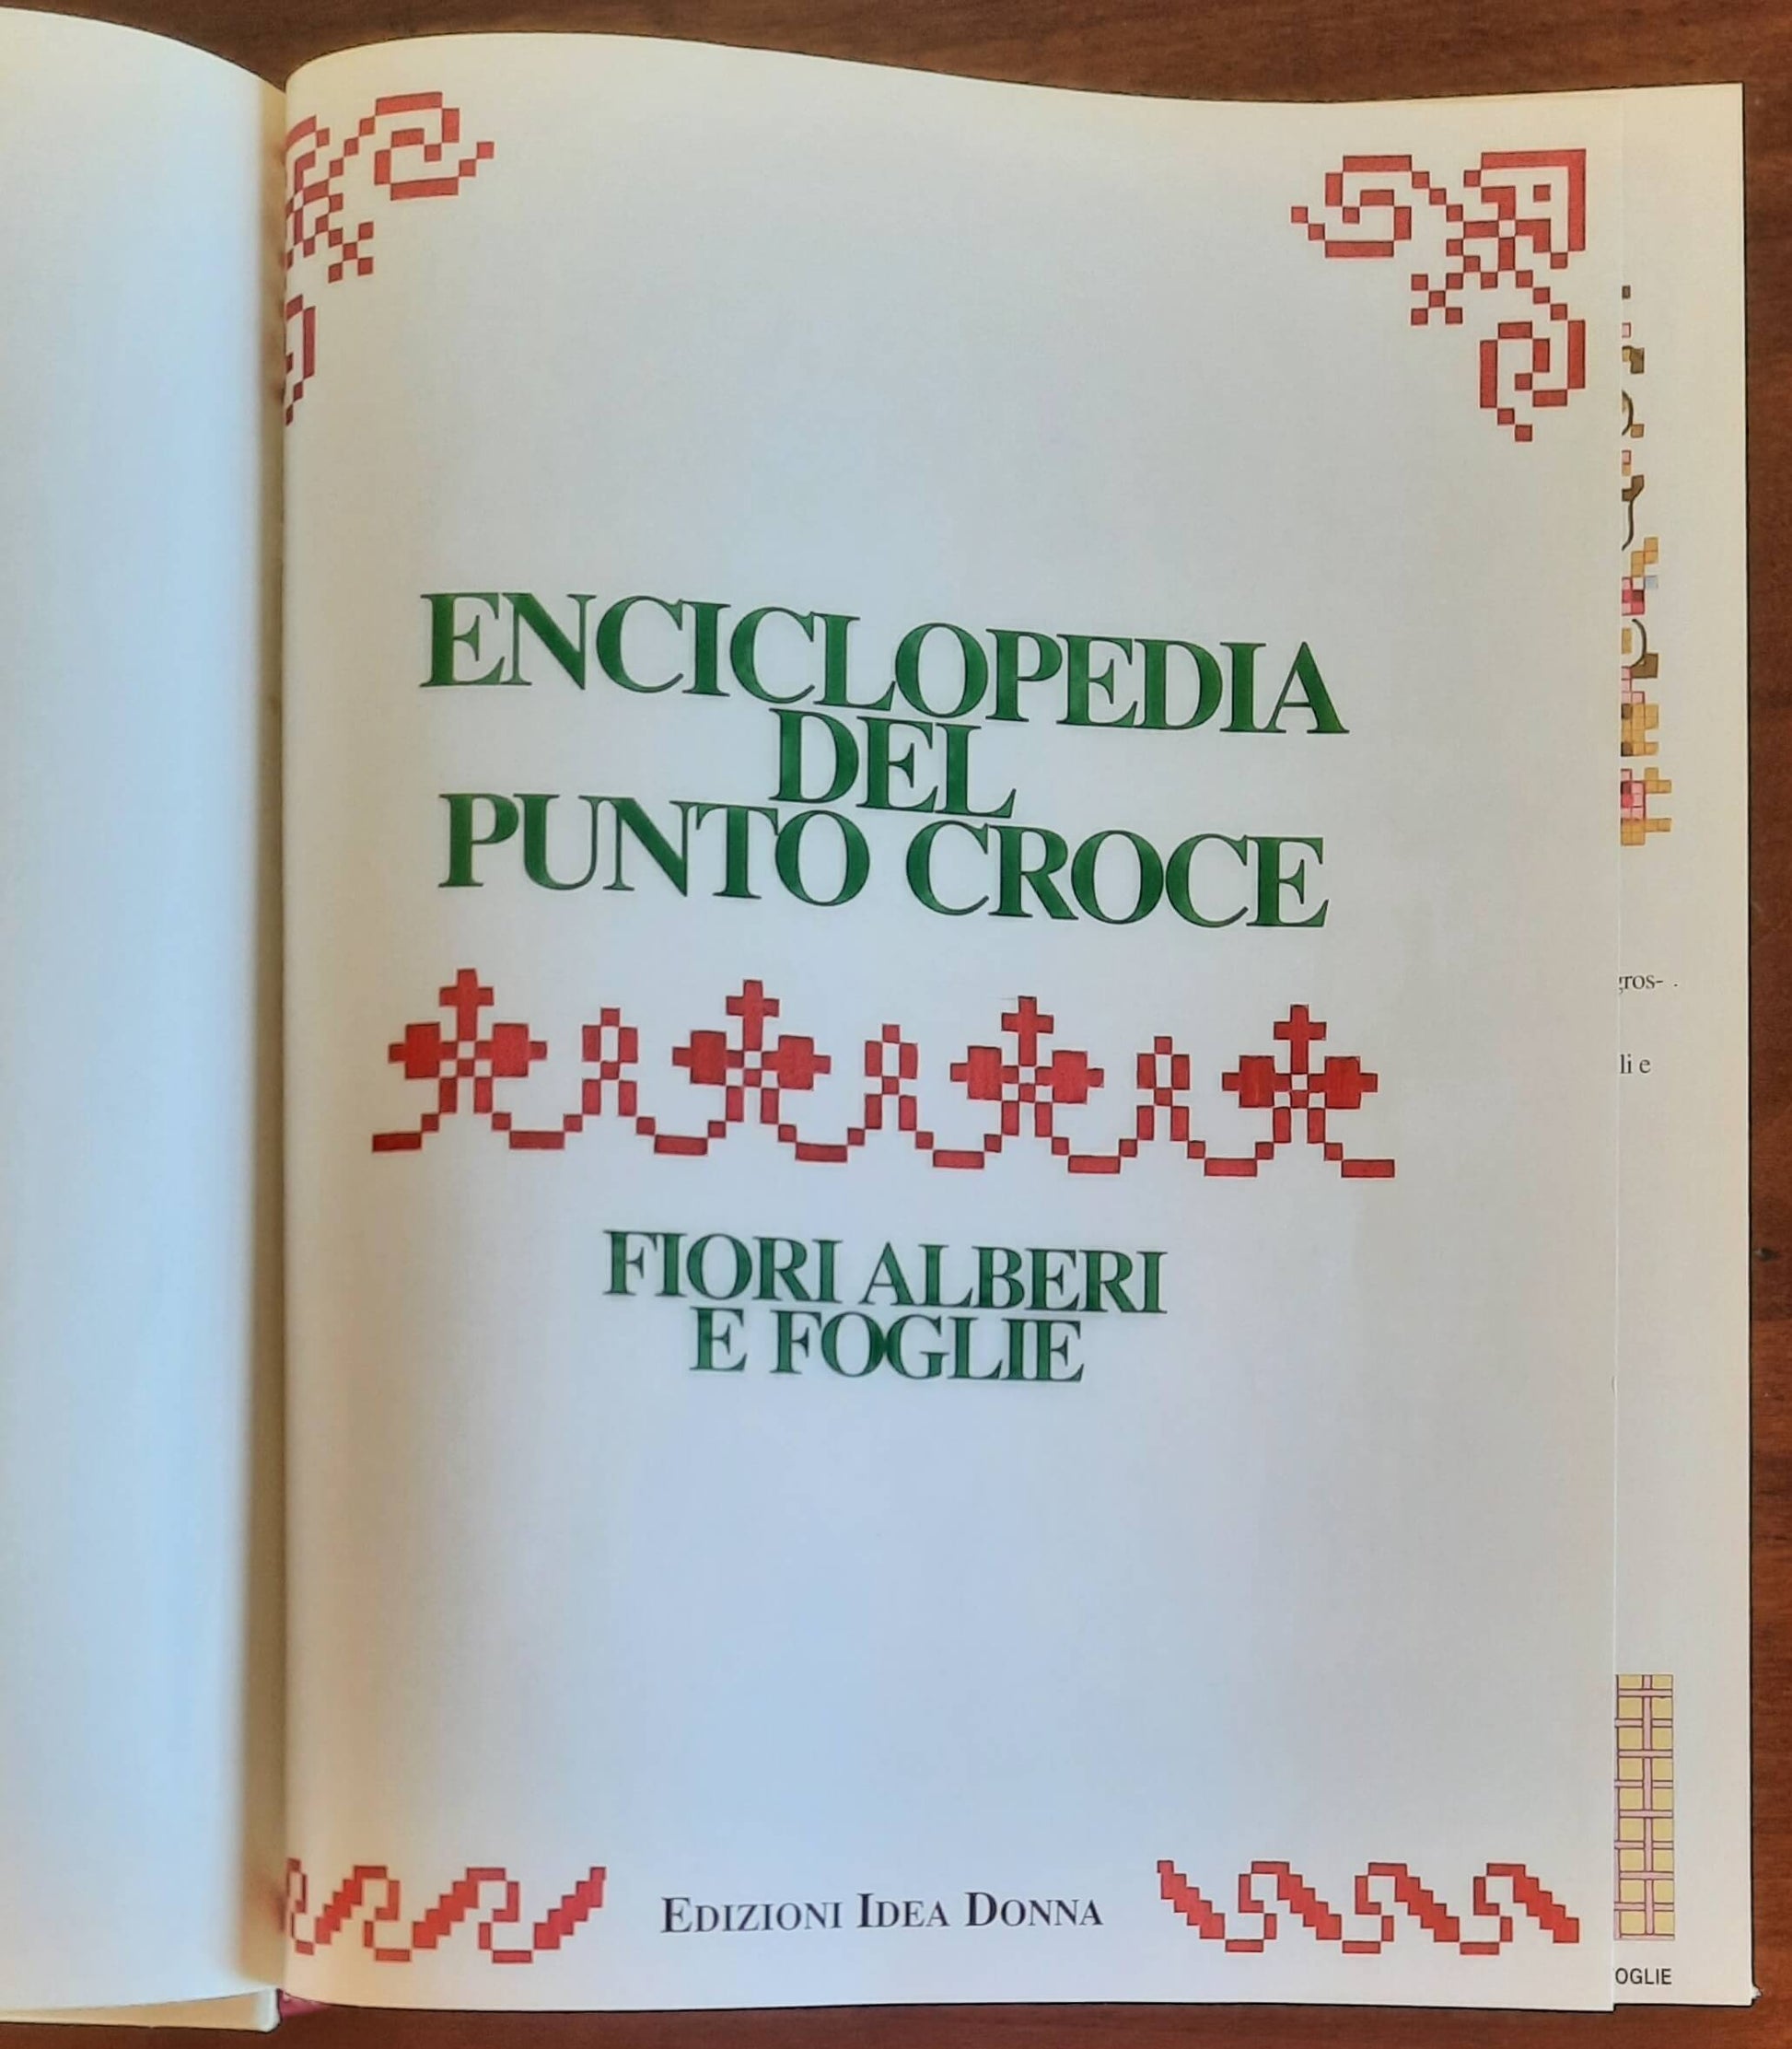 ENCICLOPEDIA
DEL
PUNTO CROCE
FIORI ALBERI
E FOGLIE
EDIZIONI IDEA DONNA
gros-
li e
OGLIE